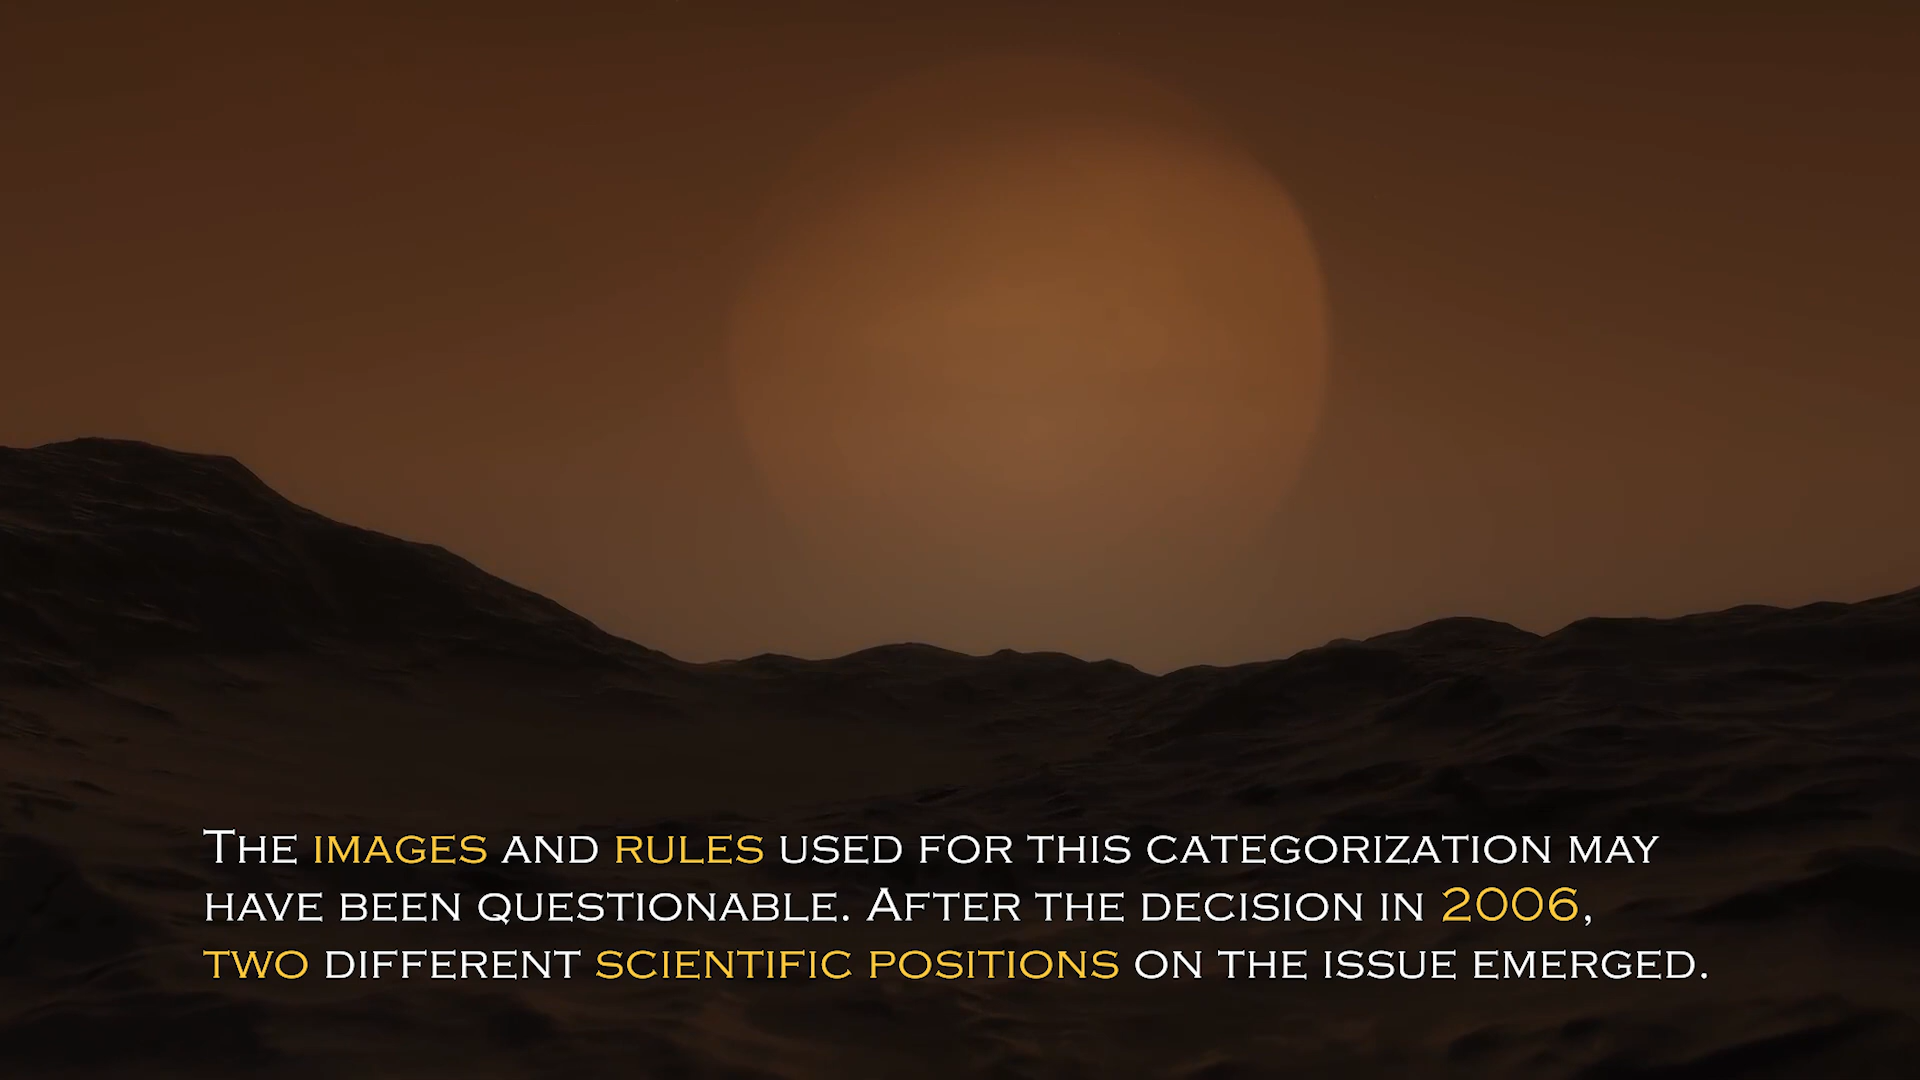 The images and rules used for this categorization may
have been questionable. After the decision in 2006,
two different scientific positions on the issue emerged.